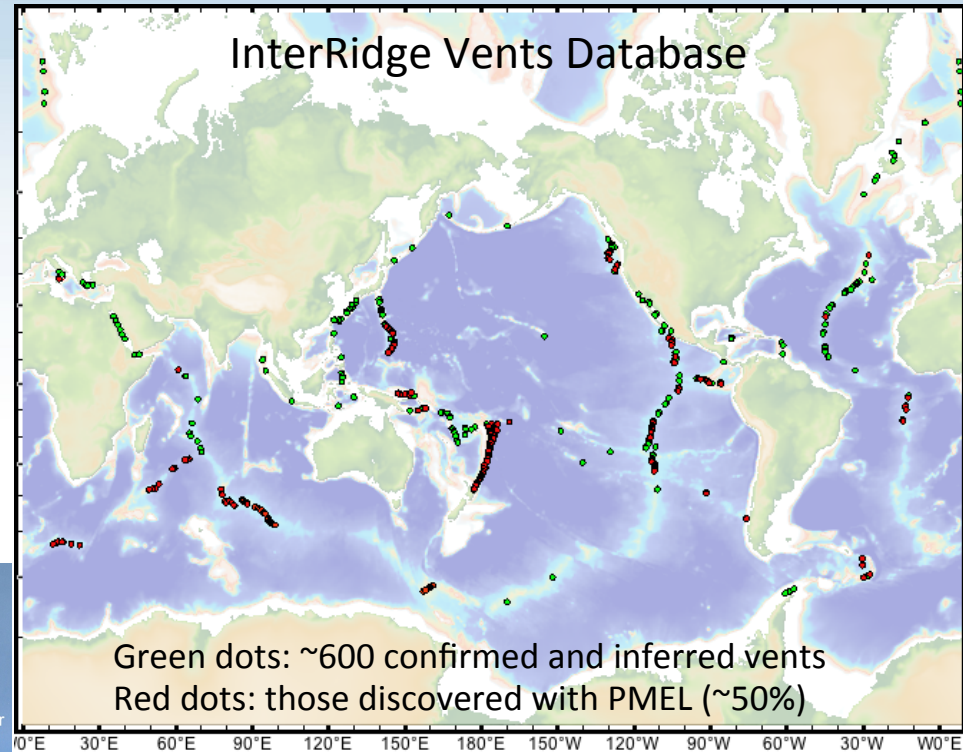 InterRidge Vents Database
Green dots: ~600 confirmed and inferred vents
Red dots: those discovered with PMEL (~50%)
30°E 60°E 90°E 120°E 150°E 180° 150°W 120°W 90°W 60°W 30°W